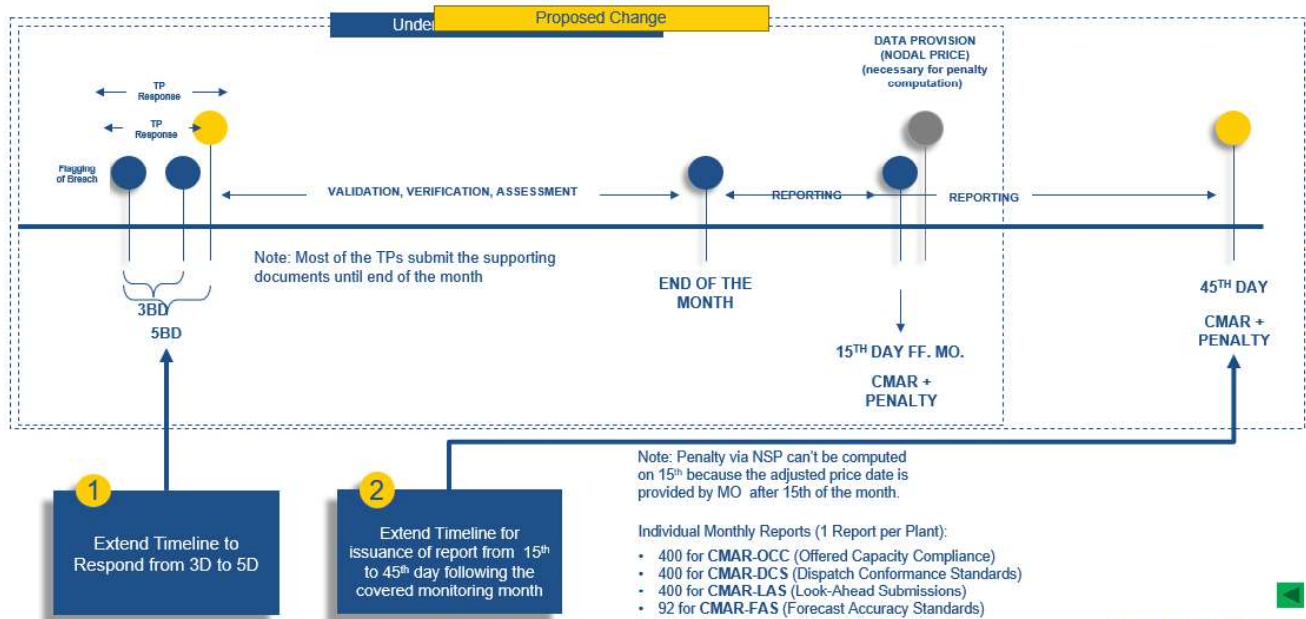 Under
Proposed Change
DATA PROVISION
(NODAL PRICE)
(necessary for penalty
computation)
TP
Response
TP
Response
Flagging
of Breach
VALIDATION, VERIFICATION, ASSESSMENT
REPORTING
REPORTING
Note: Most of the TPs submit the supporting
documents until end of the month
3BD
5BD
END OF THE
MONTH
15TH DAY FF. MO.
CMAR +
PENALTY
45TH DAY
CMAR +
PENALTY
1
Extend Timeline to
Respond from 3D to 5D
2
Extend Timeline for
issuance of report from 15th
to 45th day following the
covered monitoring month
Note: Penalty via NSP can't be computed
on 15th because the adjusted price date is
provided by MO after 15th of the month.
Individual Monthly Reports (1 Report per Plant):
• 400 for CMAR-OCC (Offered Capacity Compliance)
• 400 for CMAR-DCS (Dispatch Conformance Standards)
• 400 for CMAR-LAS (Look-Ahead Submissions)
• 92 for CMAR-FAS (Forecast Accuracy Standards)